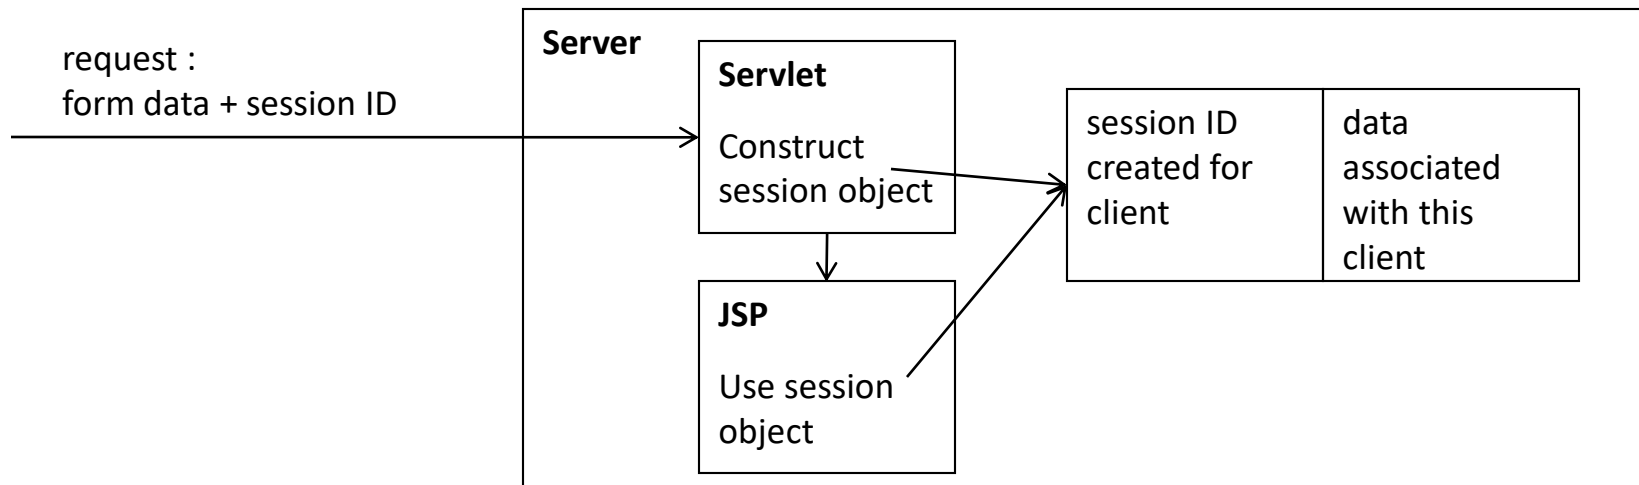 request :
form data + session ID
Server
Servlet
Construct
session object
session ID
created for
client
data
associated
with this
client
JSP
Use session
object